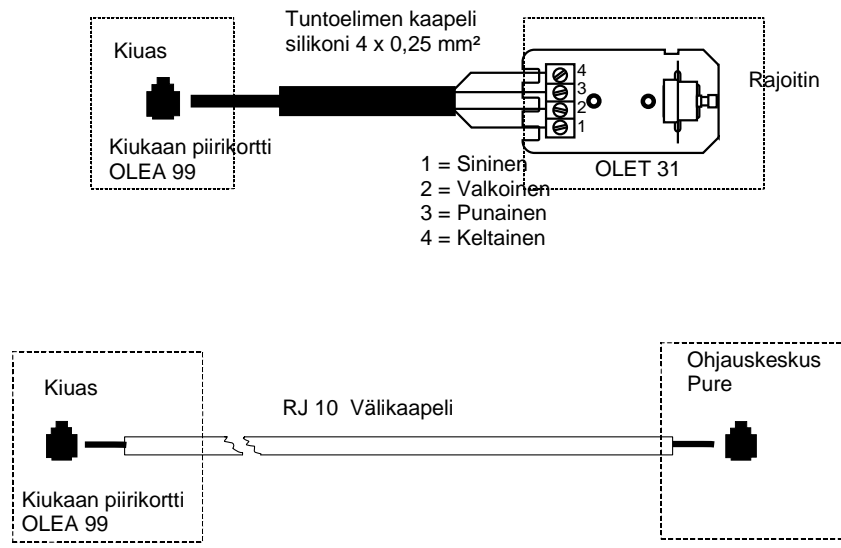 Tuntoelimen kaapeli
silikoni 4 x 0,25 mm²
Kiuas
Rajoitin
4
3
2
1
Kiukaan piirikortti
OLEA 99
OLET 31
1 = Sininen
2 = Valkoinen
3 = Punainen
4 = Keltainen
Kiuas
Ohjauskeskus
Pure
RJ 10 Välikaapeli
Kiukaan piirikortti
OLEA 99